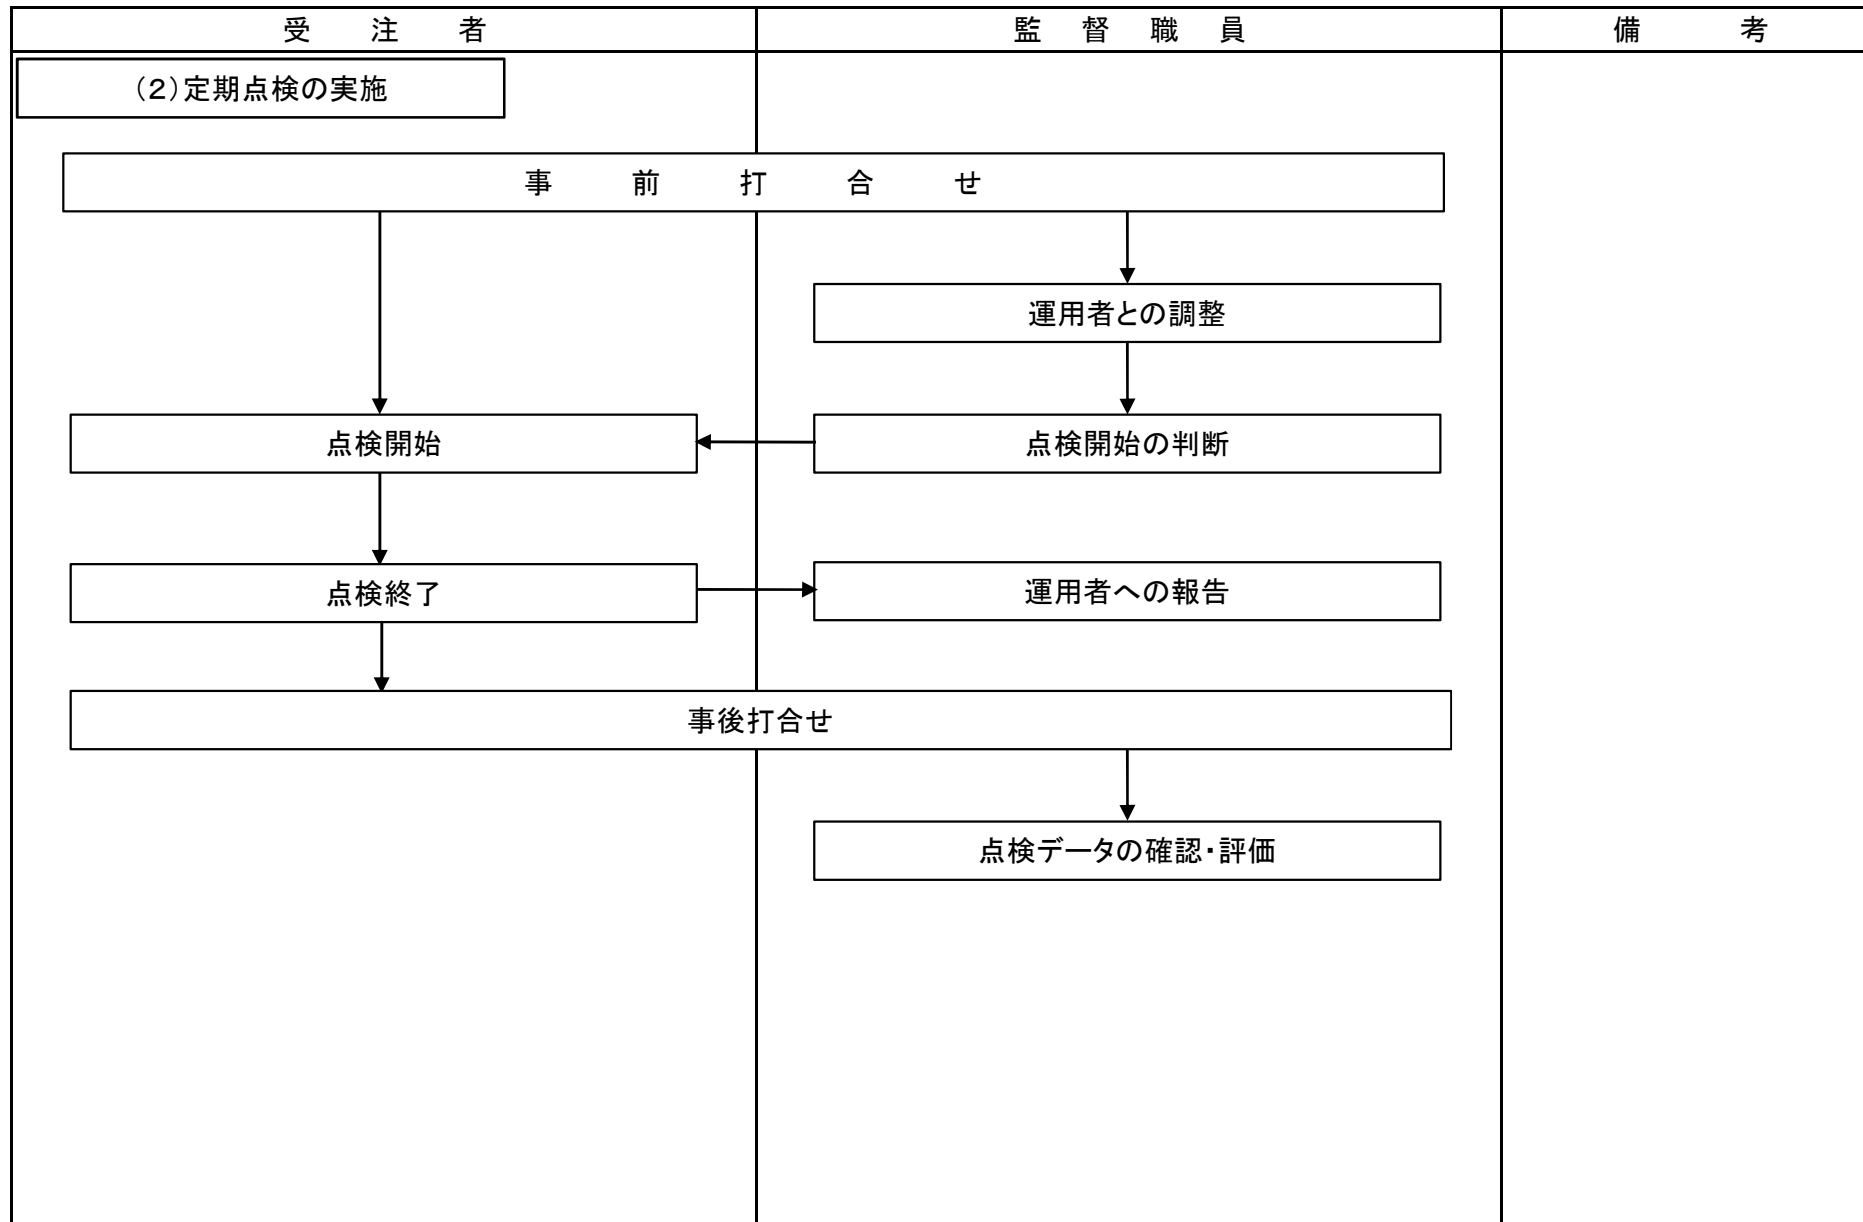 受　注　者
監　督　職　員
備　　考
（２）定期点検の実施
事　前　打　合　せ
運用者との調整
点検開始
点検開始の判断
点検終了
運用者への報告
事後打合せ
点検データの確認・評価